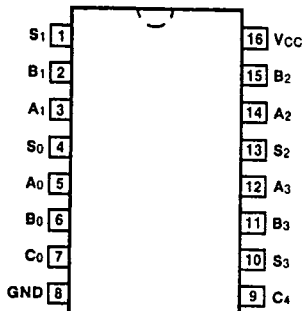 S1 1 16 VCC
B1 2 15 B2
A1 3 14 A2
S0 4 13 S2
A0 5 12 A3
B0 6 11 B3
C0 7 10 S3
GND 8 9 C4